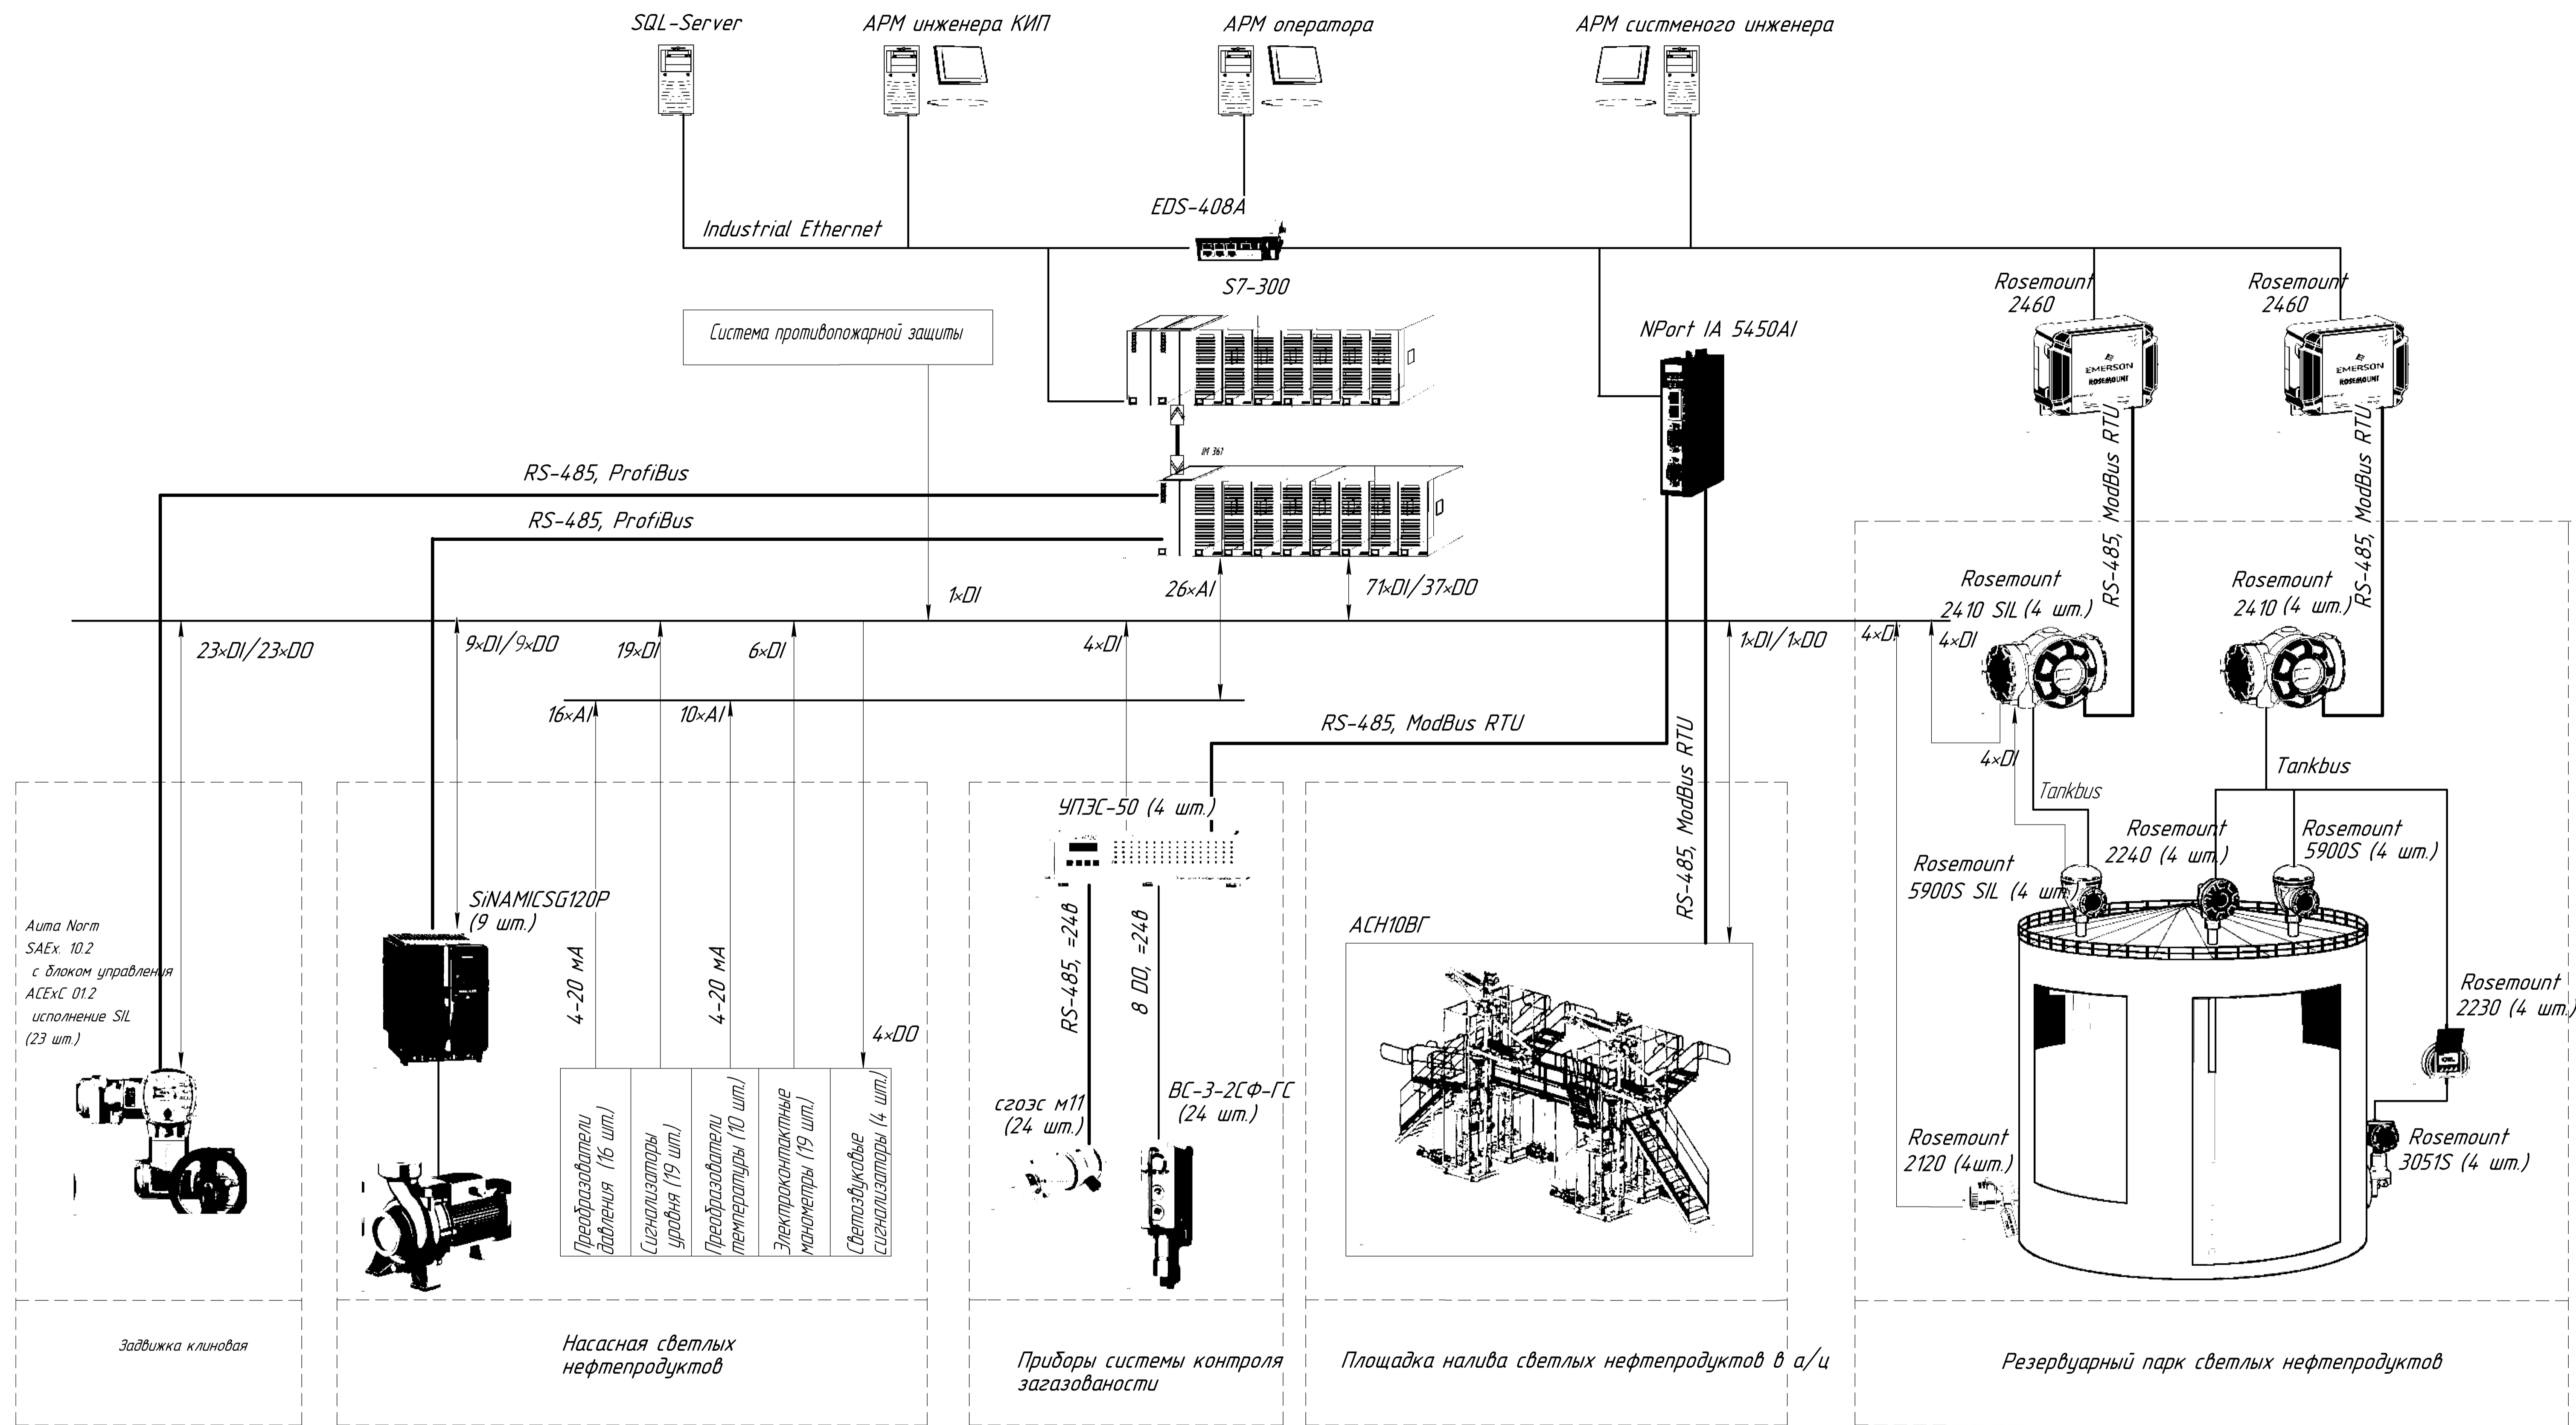 SQL-Server
АРМ инженера КИП
АРМ оператора
АРМ систменого инженера
EDS-408A
Industrial Ethernet
S7-300
Rosemount
2460
Rosemount
2460
Система противопожарной защиты
NPort IA 5450AI
EMERSON
ROSEMOUNT
EMERSON
ROSEMOUNT
IM 361
RS-485, ProfiBus
RS-485, ProfiBus
RS-485, ModBus RTU
RS-485, ModBus RTU
1×DI
26×AI
71×DI/37×DO
Rosemount
2410 SIL (4 шт.)
Rosemount
2410 (4 шт.)
23×DI/23×DO
9×DI/9×DO
19×DI
6×DI
4×DI
1×DI/1×DO
4×DI
4×DI
16×AI
10×AI
RS-485, ModBus RTU
RS-485, ModBus RTU
4×DI
Tankbus
Tankbus
УПЭС-50 (4 шт.)
Rosemount
2240 (4 шт.)
Rosemount
5900S (4 шт.)
Rosemount
5900S SIL (4 шт.)
SiNAMICSG120P
(9 шт.)
Auma Norm
SAEx. 10.2
с блоком управления
ACExC 01.2
исполнение SIL
(23 шт.)
4-20 мА
4-20 мА
4×DO
RS-485, =24В
8 DO, =24В
АСН10ВГ
Rosemount
2230 (4 шт.)
Преобразователи
давления (16 шт.)
Сигнализаторы
уровня (19 шт.)
Преобразователи
температуры (10 шт.)
Электроконтактные
манометры (19 шт.)
Светозвуковые
сигнализаторы (4 шт.)
сгоэс м11
(24 шт.)
ВС-3-2СФ-ГС
(24 шт.)
Rosemount
2120 (4шт.)
Rosemount
3051S (4 шт.)
Задвижка клиновая
Насасная светлых
нефтепродуктов
Приборы системы контроля
загазованости
Площадка налива светлых нефтепродуктов в а/ц
Резервуарный парк светлых нефтепродуктов